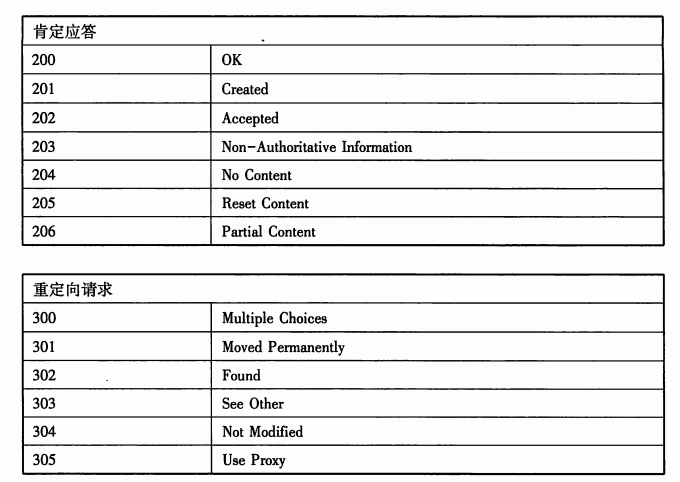 肯定应答
200 OK
201 Created
202 Accepted
203 Non-Authoritative Information
204 No Content
205 Reset Content
206 Partial Content
重定向请求
300 Multiple Choices
301 Moved Permanently
302 Found
303 See Other
304 Not Modified
305 Use Proxy